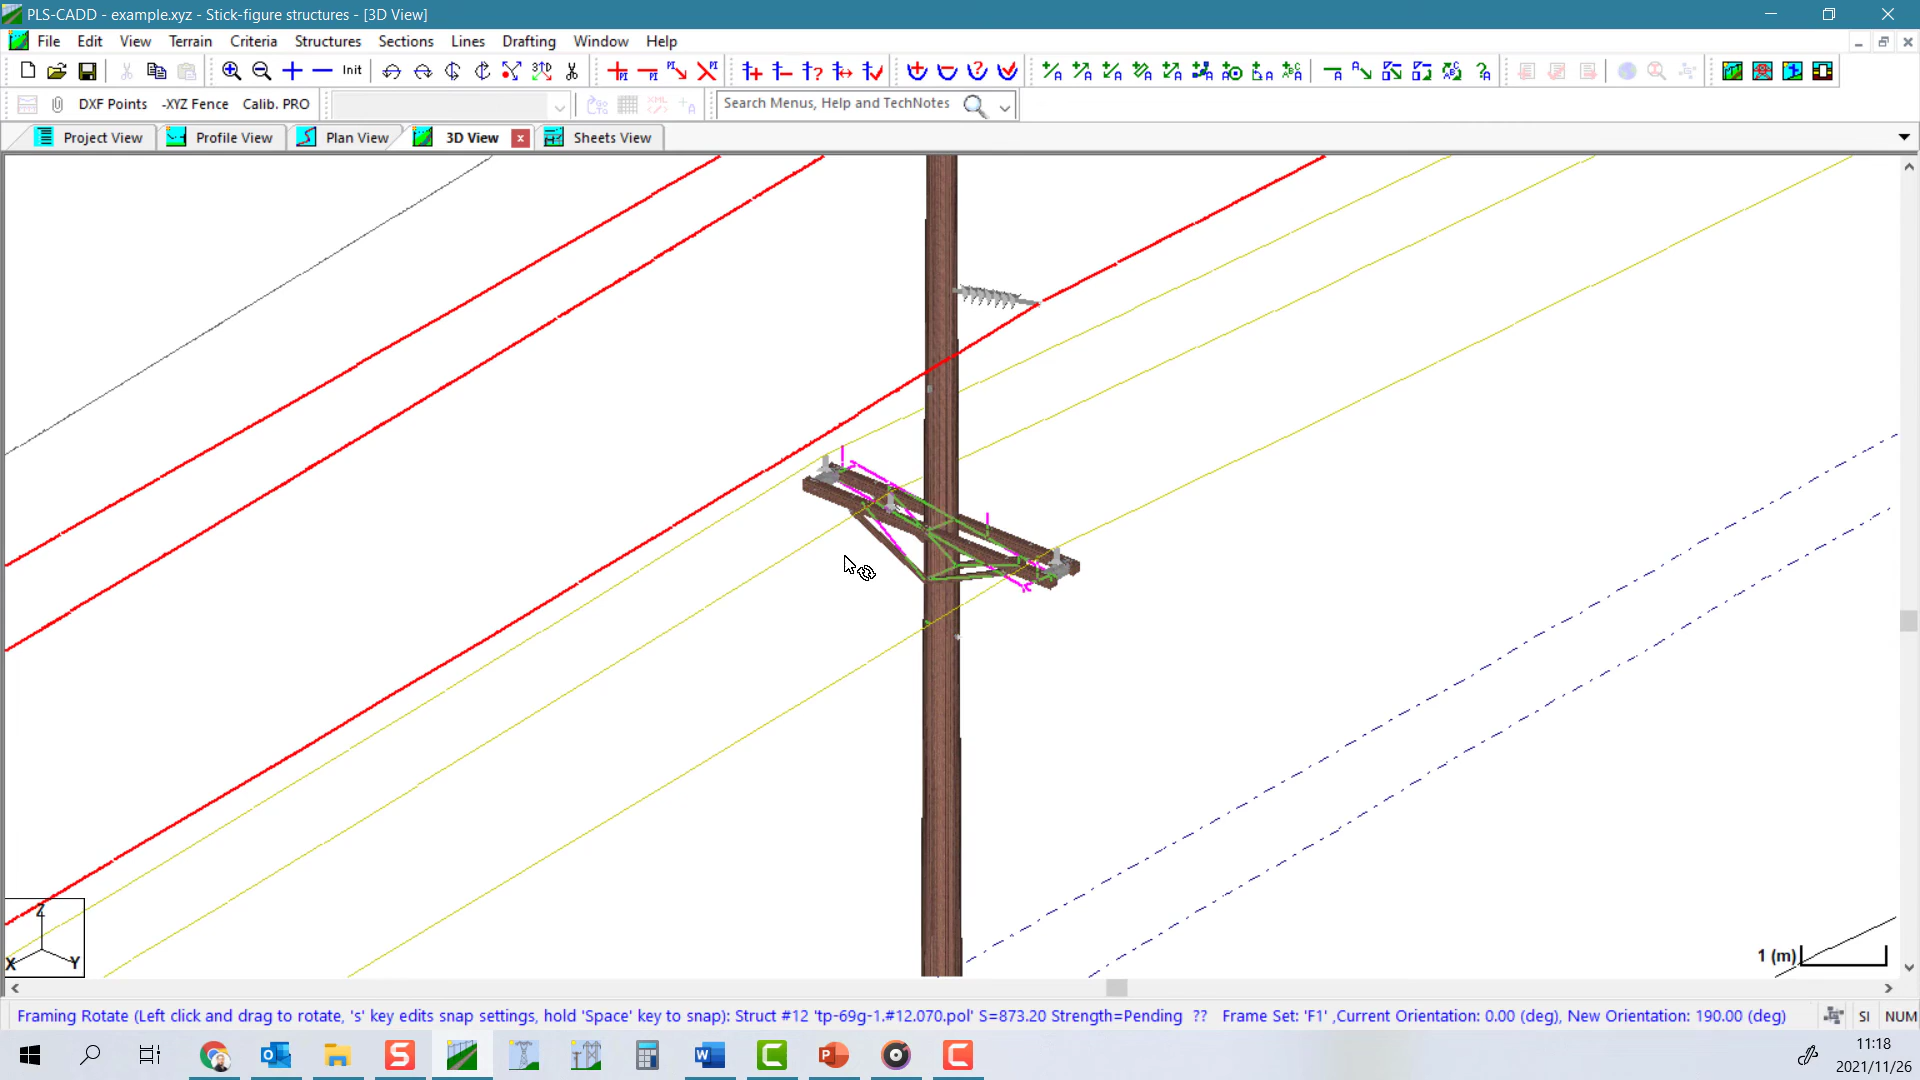 PLS-CADD - example.xyz - Stick-figure structures - [3D View]
File Edit View Terrain Criteria Structures Sections Lines Drafting Window Help
Init
DXF Points -XYZ Fence Calib. PRO
Search Menus, Help and TechNotes
Project View Profile View Plan View 3D View Sheets View
Z
X Y
1 (m)
Framing Rotate (Left click and drag to rotate, 's' key edits snap settings, hold 'Space' key to snap): Struct #12 'tp-69g-1.#12.070.pol' S=873.20 Strength=Pending ?? Frame Set: 'F1' ,Current Orientation: 0.00 (deg), New Orientation: 190.00 (deg) SI NUM
11:18
2021/11/26